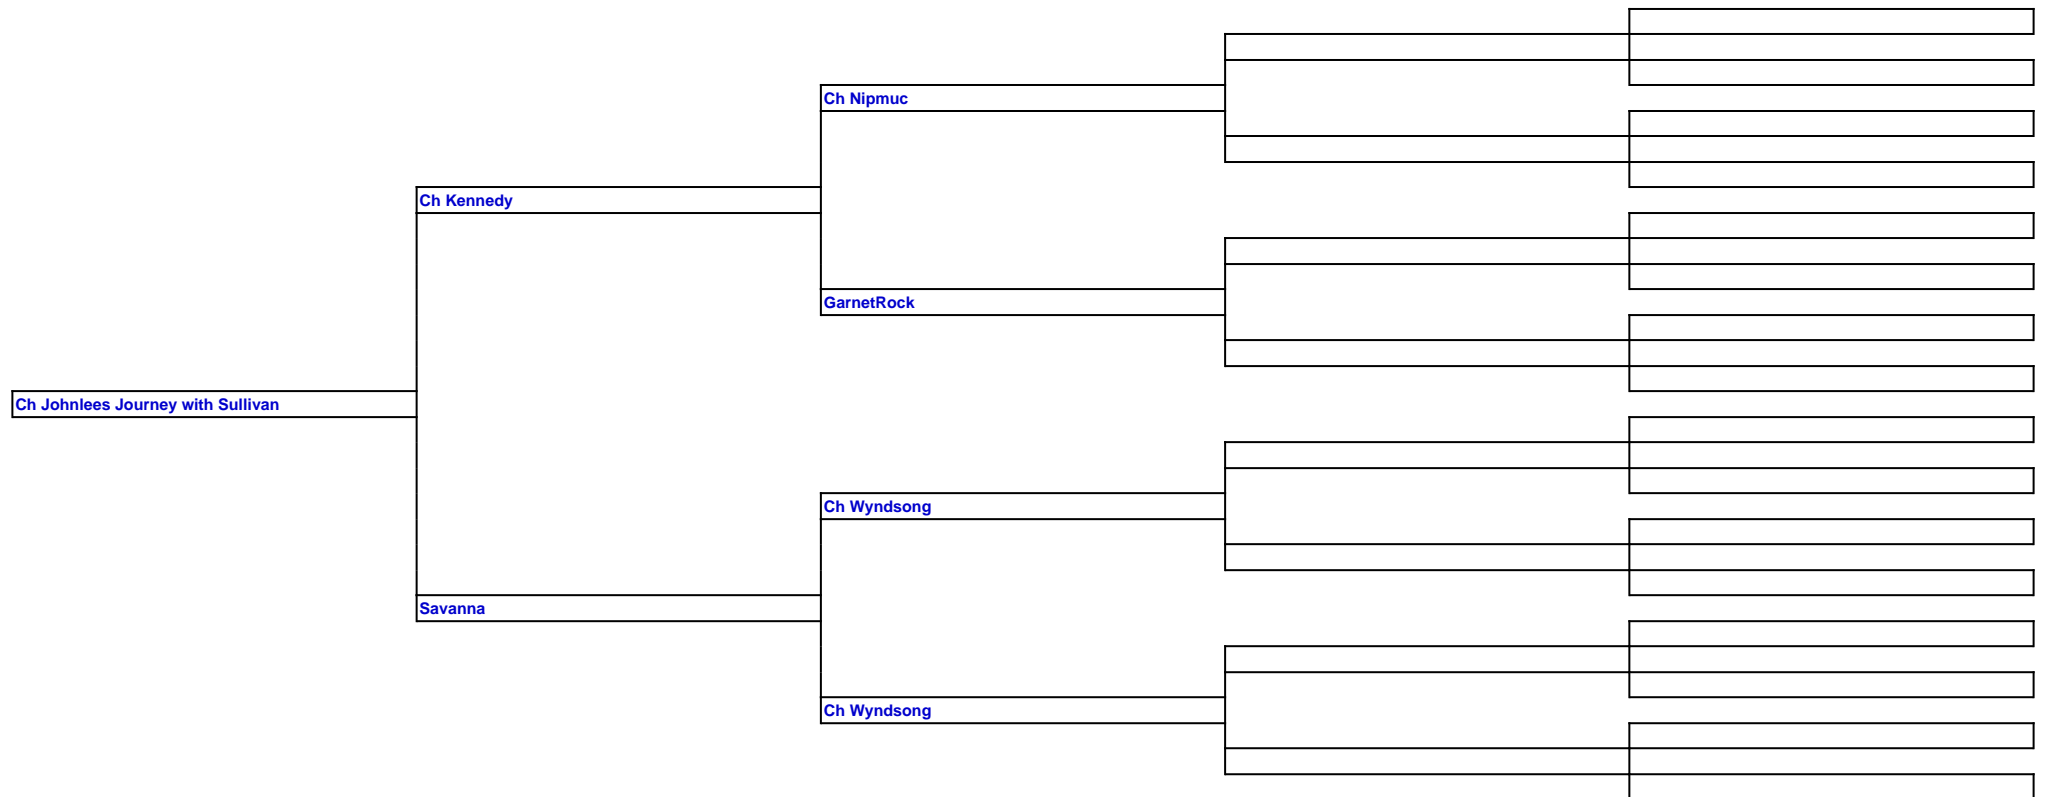 Ch Nipmuc
Ch Kennedy
GarnetRock
Ch Johnlees Journey with Sullivan
Ch Wyndsong
Savanna
Ch Wyndsong